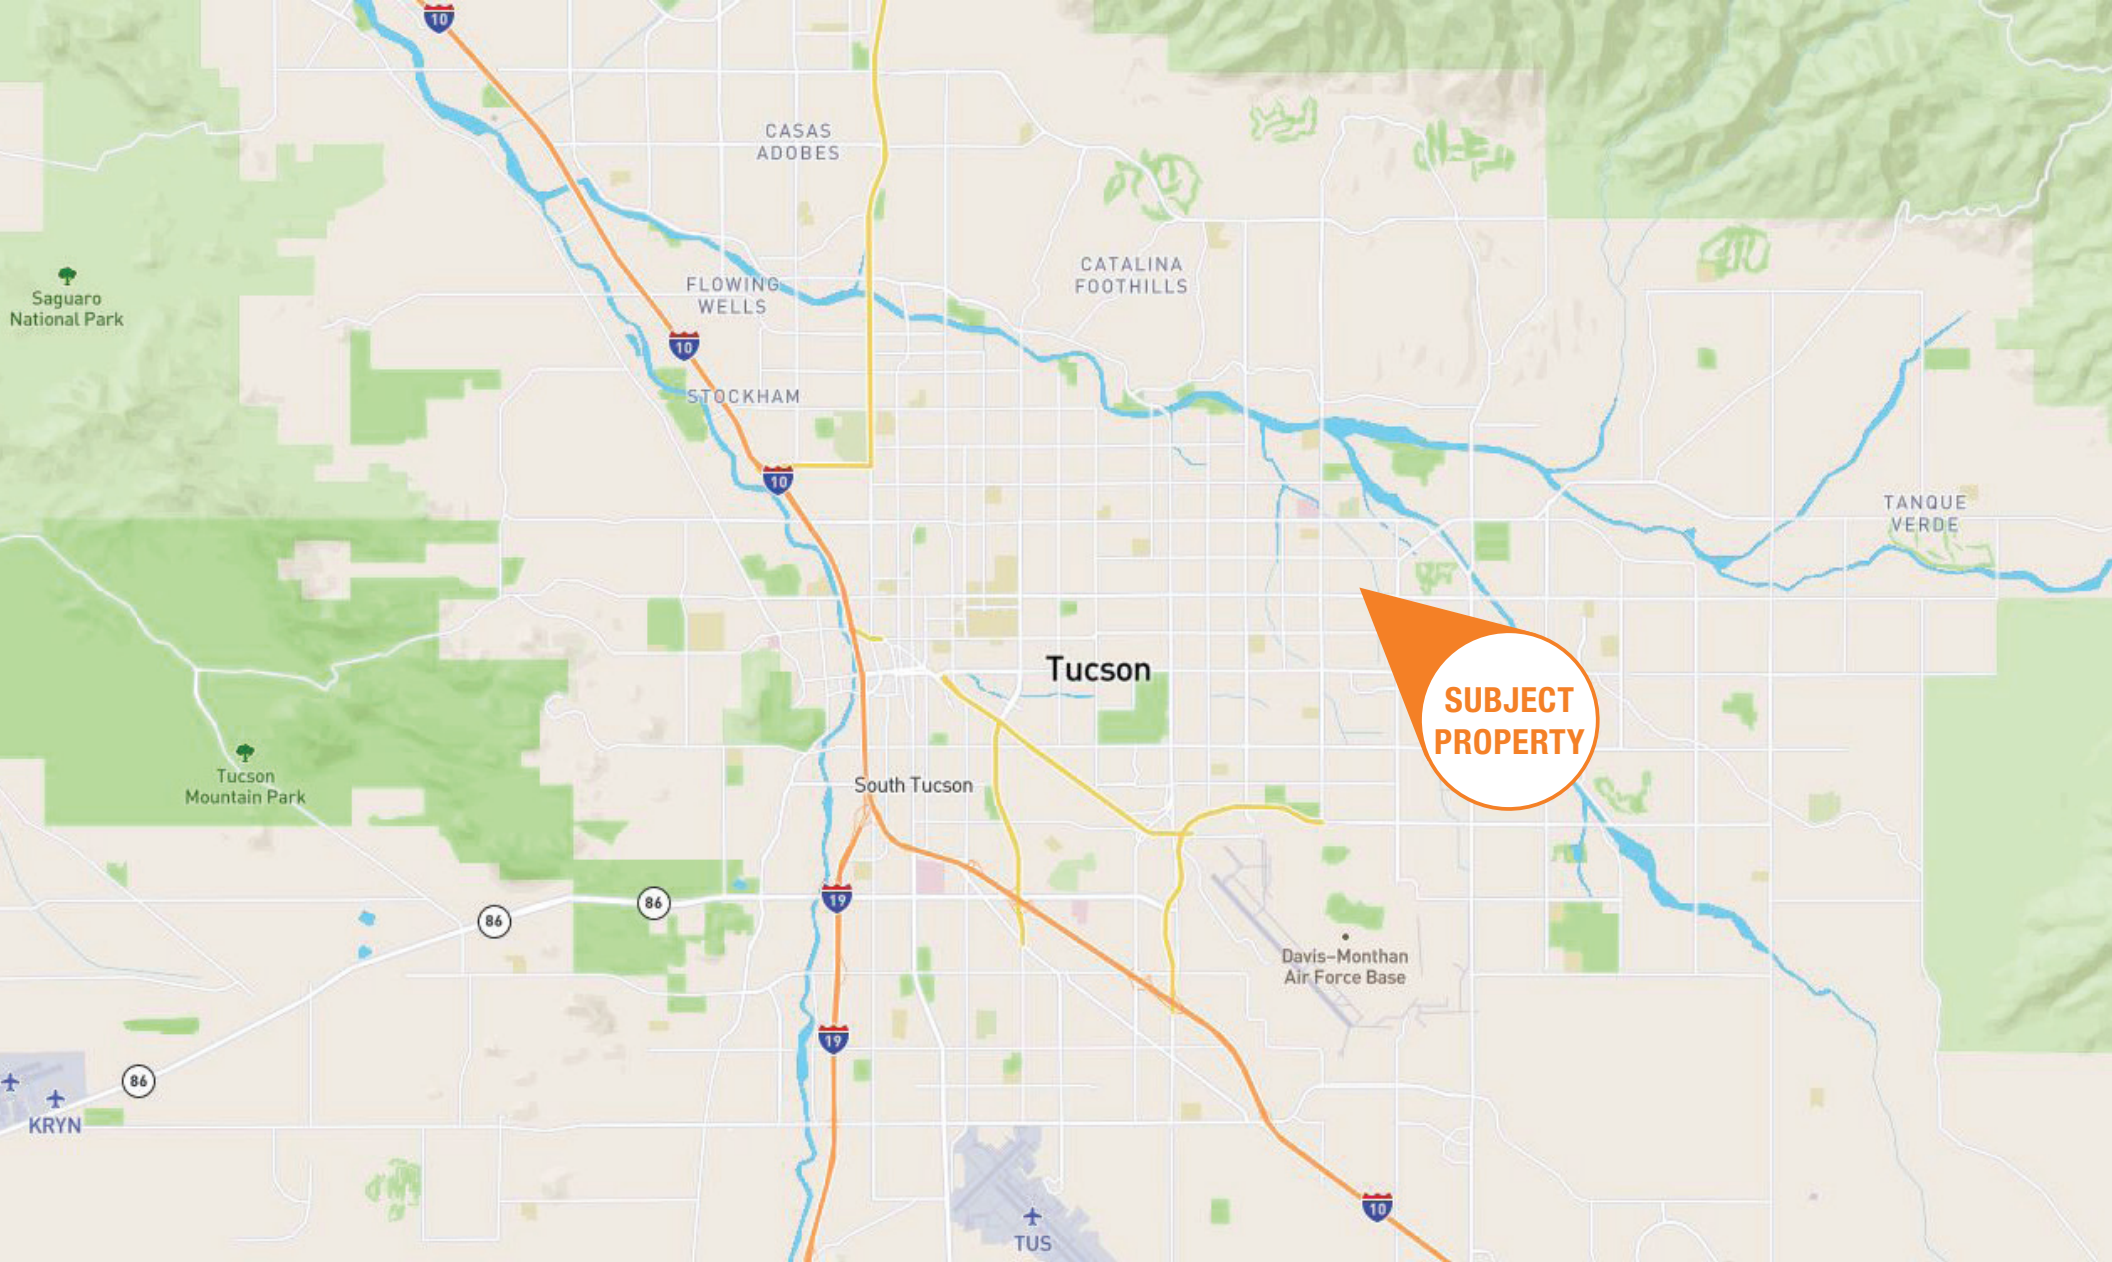 10
CASAS
ADOBES
CATALINA
FOOTHILLS
Saguaro
National Park
FLOWING
WELLS
10
STOCKHAM
10
TANQUE
VERDE
Tucson
SUBJECT
PROPERTY
Tucson
Mountain Park
South Tucson
19
86
86
Davis-Monthan
Air Force Base
19
86
KRYN
10
TUS